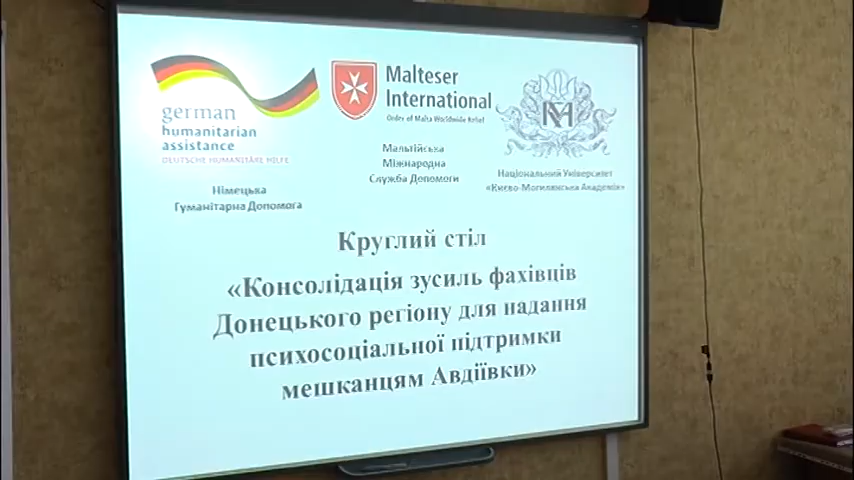 german
humanitarian
assistance
DEUTSCHE HUMANITÄRE HILFE
Німецька
Гуманітарна Допомога
Malteser
International
Order of Malta Worldwide Relief
Мальтійська
Міжнародна
Служба Допомоги
Національний Університет
«Києво-Могилянська Академія»
Круглий стіл
«Консолідація зусиль фахівців
Донецького регіону для надання
психосоціальної підтримки
мешканцям Авдіївки»